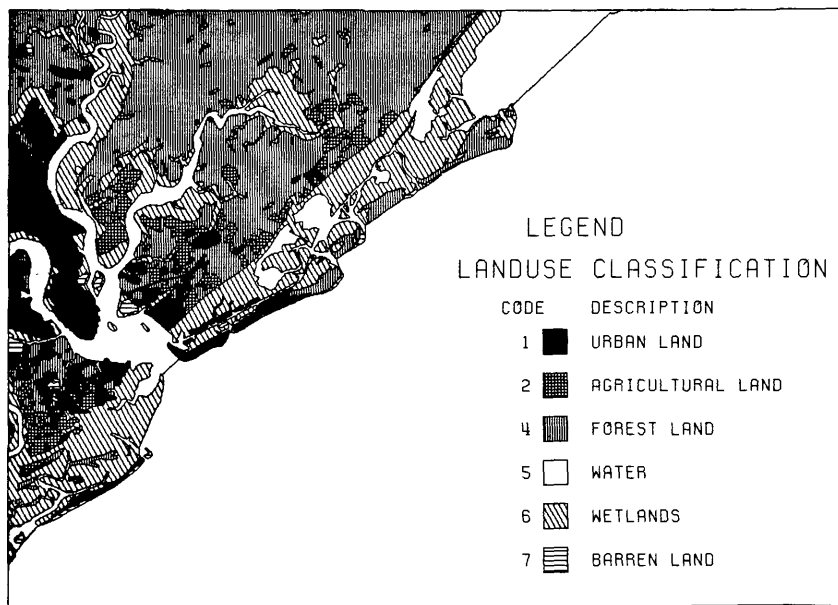 LEGEND
LANDUSE CLASSIFICATION
CODE DESCRIPTION
1 URBAN LAND
2 AGRICULTURAL LAND
4 FOREST LAND
5 WATER
6 WETLANDS
7 BARREN LAND